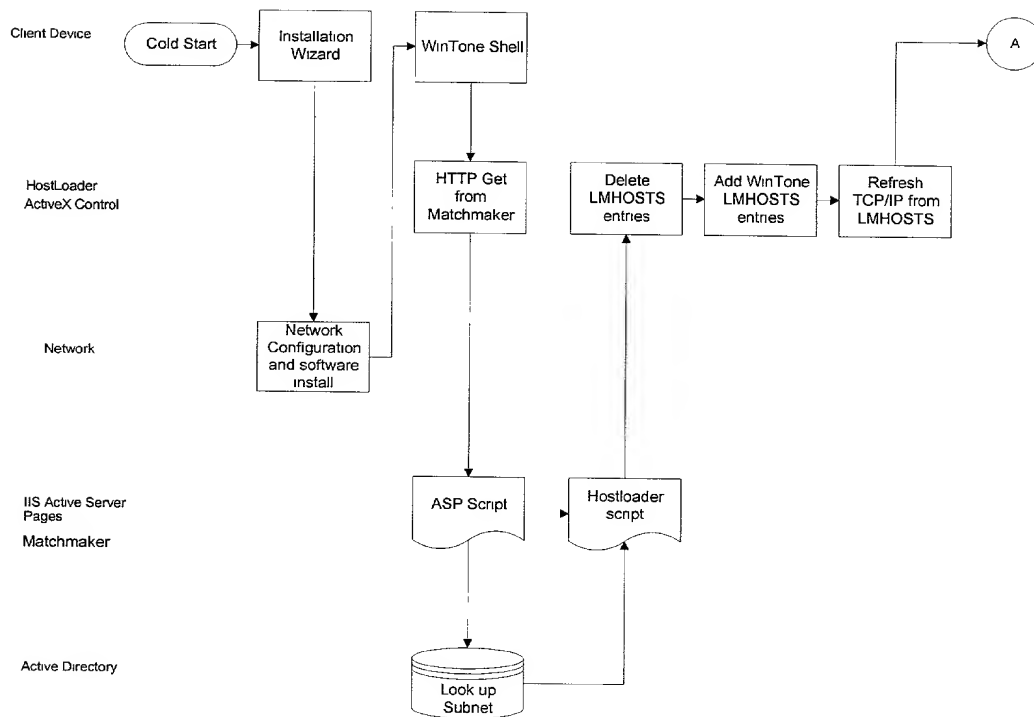 Client Device
Cold Start
Installation
Wizard
WinTone Shell
A
HostLoader
ActiveX Control
HTTP Get
from
Matchmaker
Delete
LMHOSTS
entries
Add WinTone
LMHOSTS
entries
Refresh
TCP/IP from
LMHOSTS
Network
Network
Configuration
and software
install
IIS Active Server
Pages
Matchmaker
ASP Script
Hostloader
script
Active Directory
Look up
Subnet